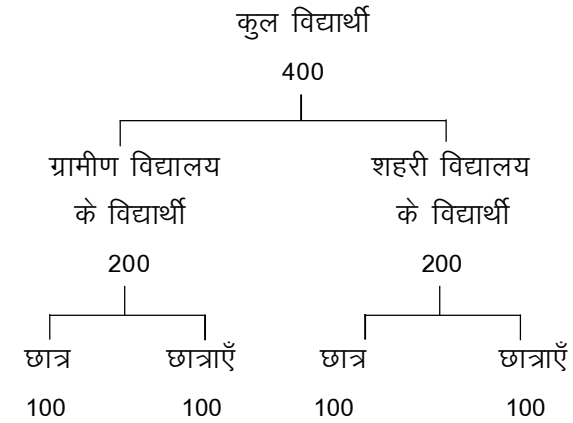 कुल विद्यार्थी
400
ग्रामीण विद्यालय शहरी विद्यालय
के विद्यार्थी के विद्यार्थी
200 200
छात्र छात्राएँ छात्र छात्राएँ
100 100 100 100